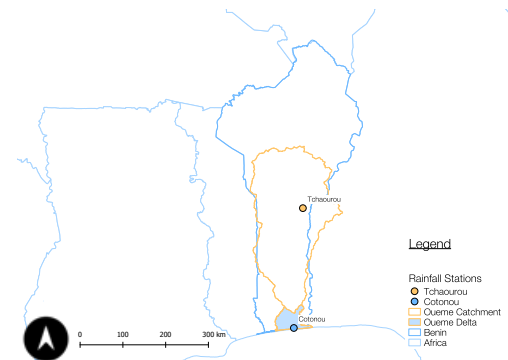 Tchaourou
Legend
Rainfall Stations
Tchaourou
Cotonou
Oueme Catchment
Oueme Delta
Benin
Africa
Cotonou
0 100 200 300 km